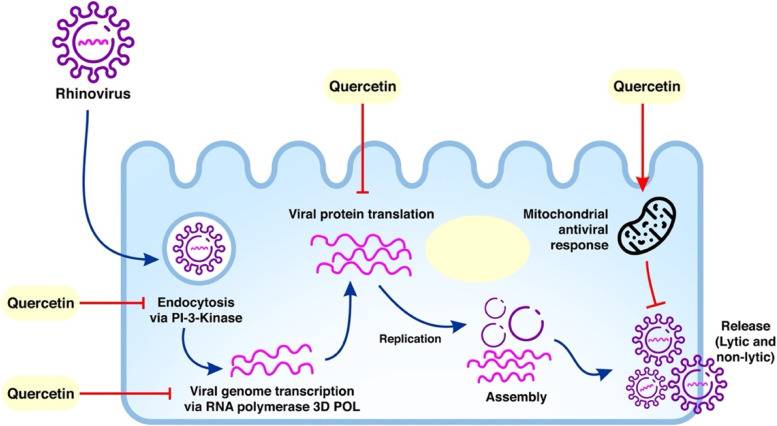 Rhinovirus
Quercetin
Quercetin
Viral protein translation
Mitochondrial
antiviral
response
Quercetin
Endocytosis
via PI-3-Kinase
Replication
Release
(Lytic and
non-lytic)
Quercetin
Viral genome transcription
via RNA polymerase 3D POL
Assembly